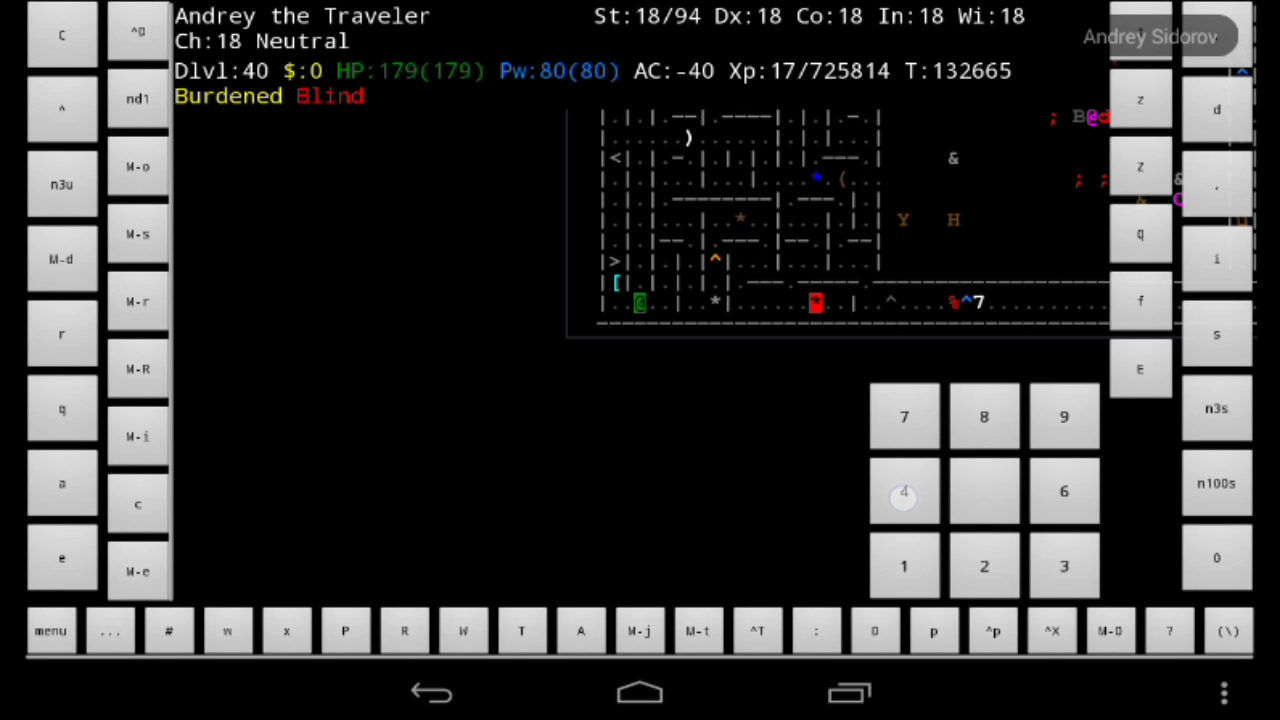 Andrey the Traveler St:18/94 Dx:18 Co:18 In:18 Wi:18
Ch:18 Neutral
Andrey Sidorov
Dlvl:40 $:0 HP:179(179) Pw:80(80) AC:-40 Xp:17/725814 T:132665
Burdened Blind
C ^D
^ nd1 z d
n3u M-o Z .
M-d M-s q i
r M-r f s
q M-R E n3s
a M-i n100s
e c 0
M-e
7 8 9
4 6
1 2 3
menu ... # w x P R W T A M-j M-t ^T : D p ^p ^X M-O ? (\)